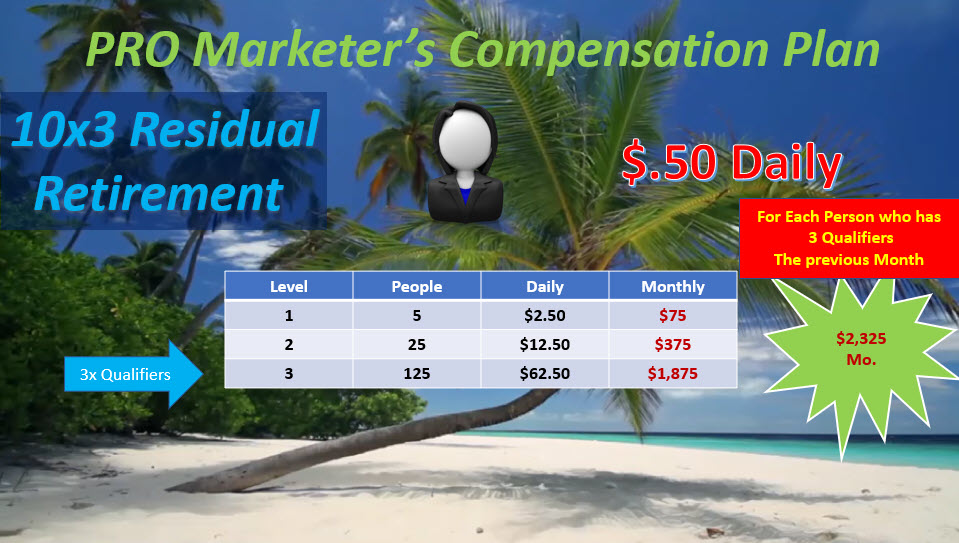 PRO Marketer's Compensation Plan
10x3 Residual
Retirement
$.50 Daily
For Each Person who has
3 Qualifiers
The previous Month
Level People Daily Monthly
1 5 $2.50 $75
2 25 $12.50 $375
3 125 $62.50 $1,875
3x Qualifiers
$2,325
Mo.